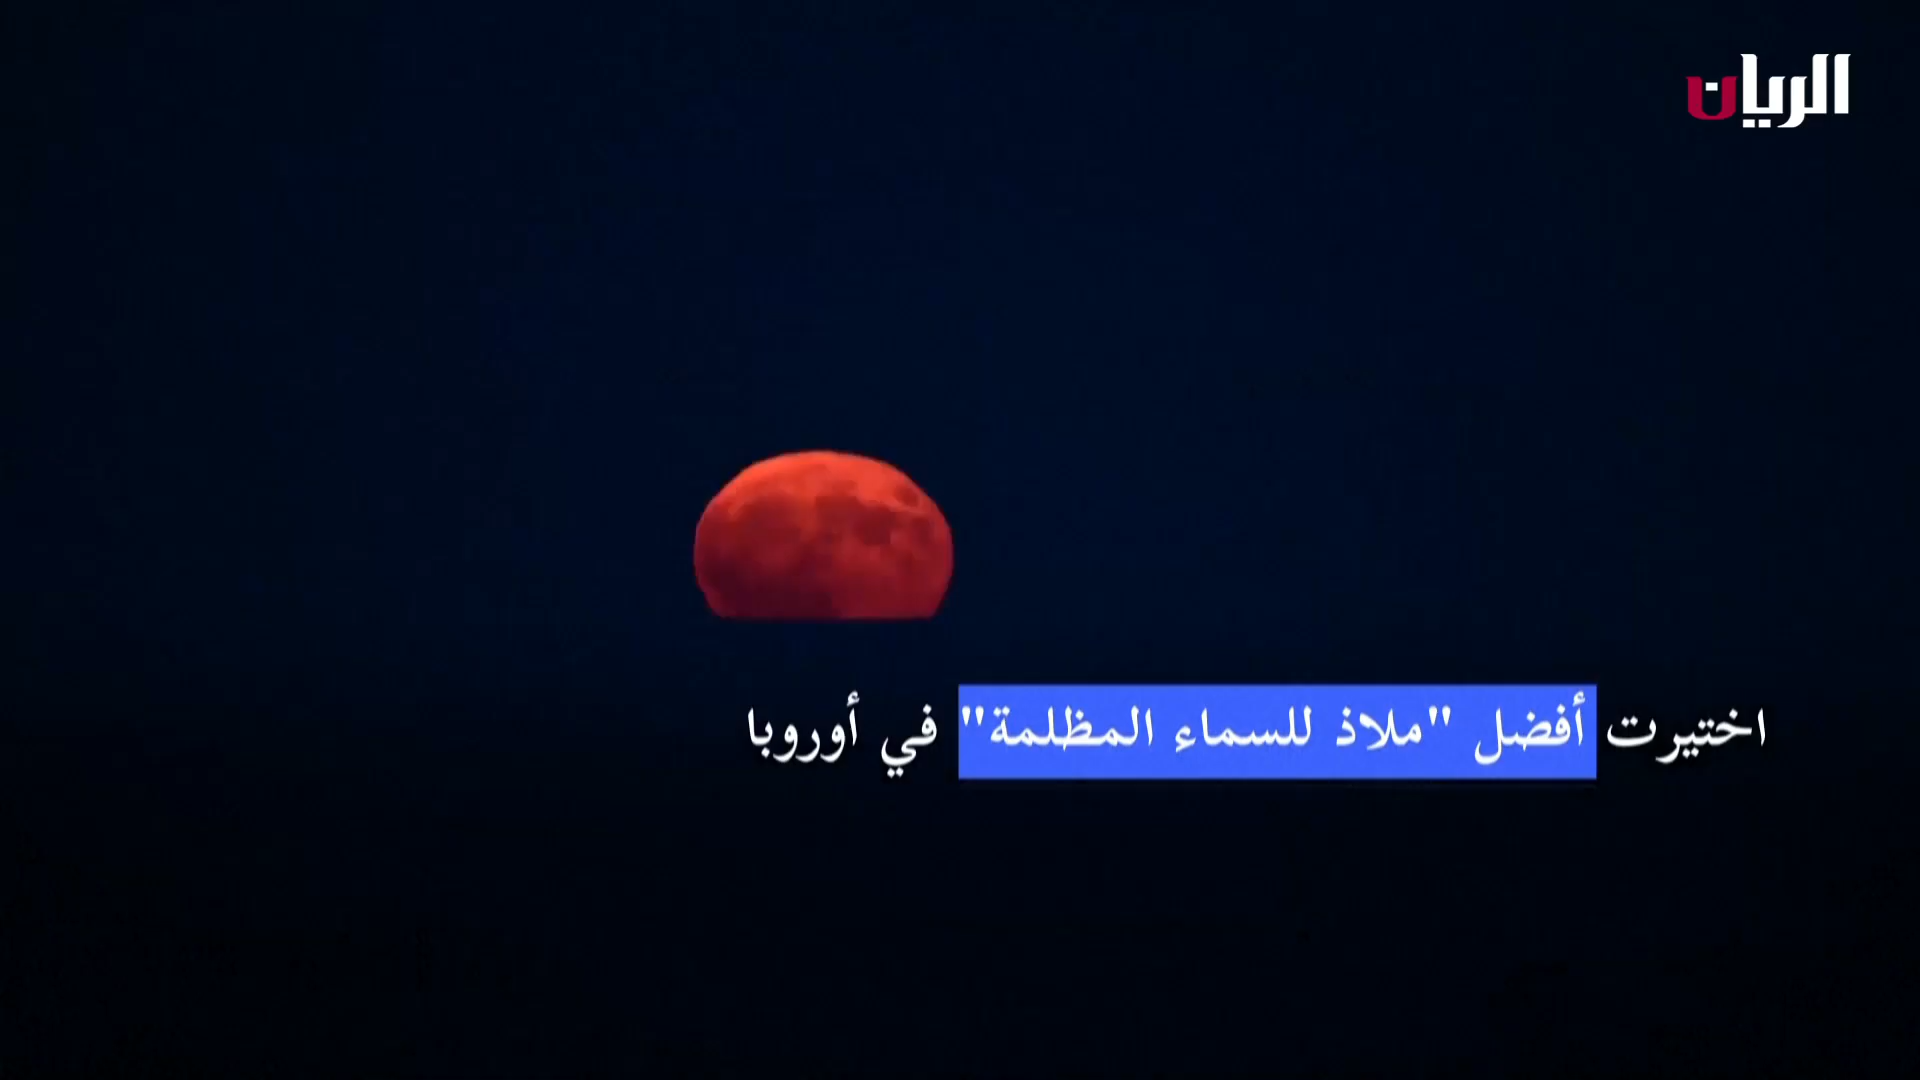 الريان
اختيرت أفضل "ملاذ للسماء المظلمة" في أوروبا